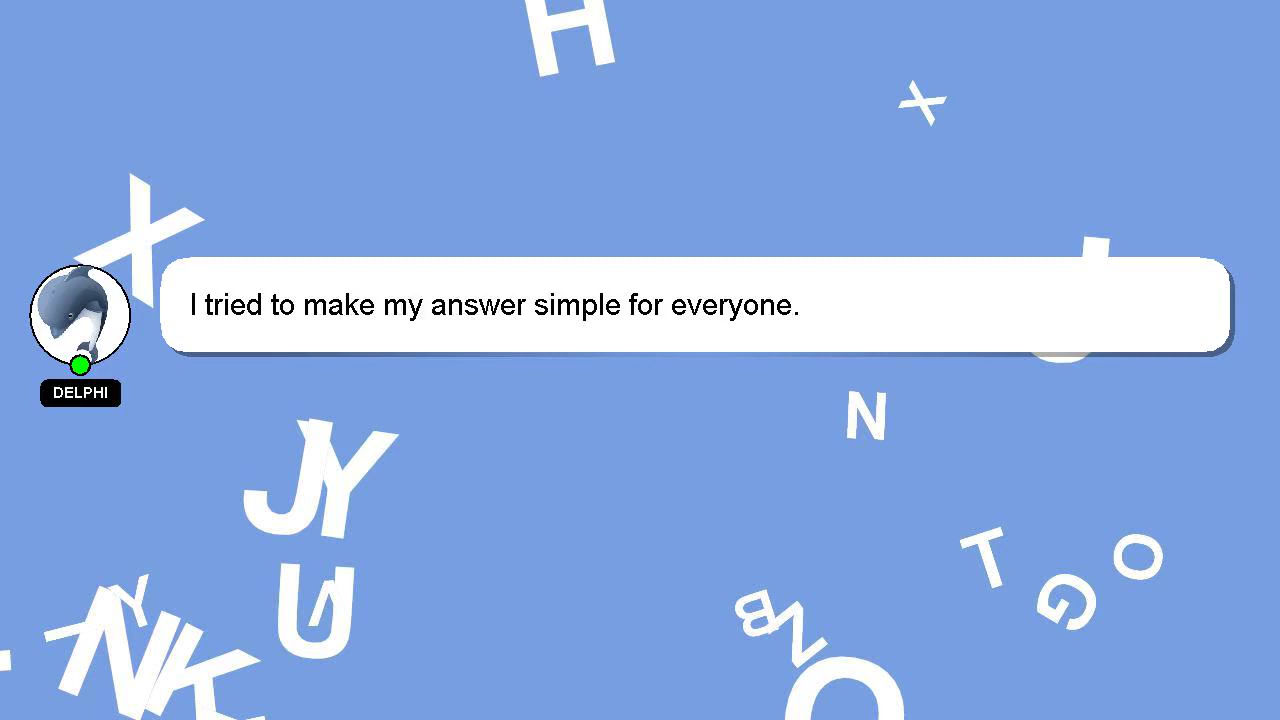 H
X
X
I tried to make my answer simple for everyone.
DELPHI
N
J
Y
T
O
G
U
B
N
Y
N
K
O